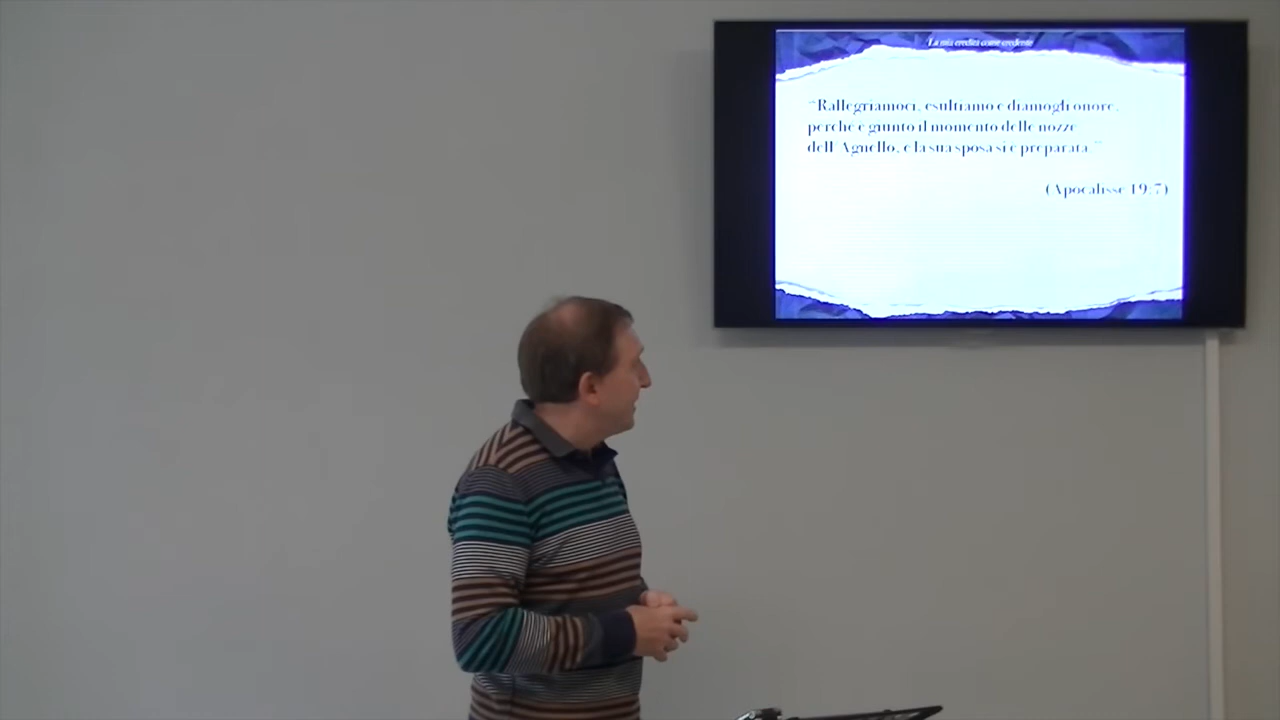 La mia eredità come credente
"Rallegriamoci, esultiamo e diamogli onore,
perché è giunto il momento delle nozze
dell'Agnello, e la sua sposa si è preparata."
(Apocalisse 19:7)